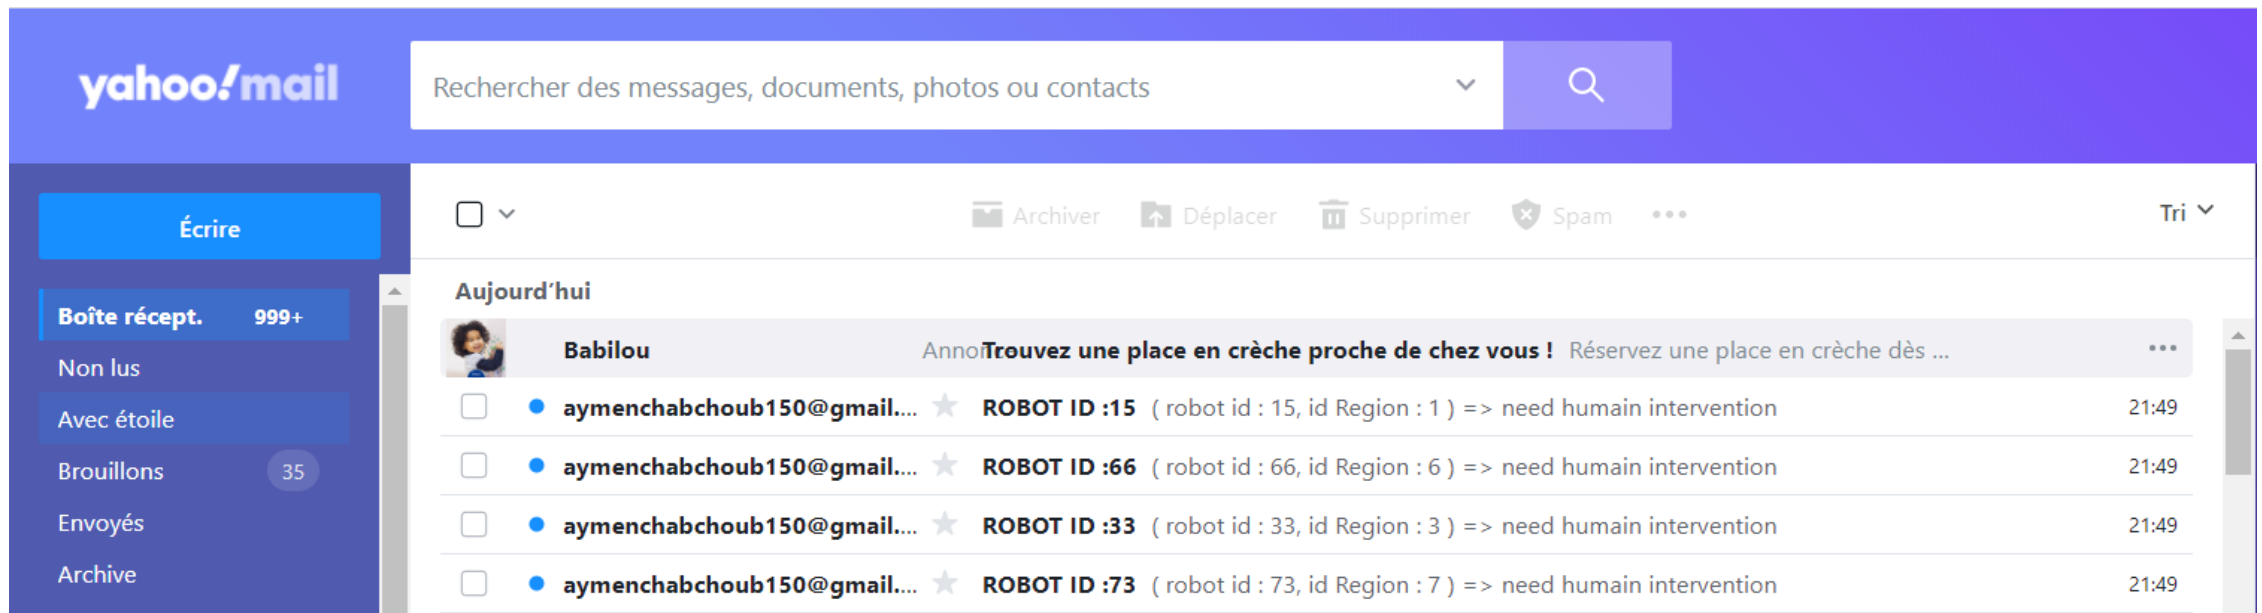 yahoo!mail
Rechercher des messages, documents, photos ou contacts
Écrire
Archiver Déplacer Supprimer Spam
Tri
Boîte récept. 999+
Non lus
Avec étoile
Brouillons 35
Envoyés
Archive
Aujourd'hui
Babilou Trouvez une place en crèche proche de chez vous ! Réservez une place en crèche dès ...
aymenchabchoub150@gmail.... ROBOT ID :15 ( robot id : 15, id Region : 1 ) => need humain intervention 21:49
aymenchabchoub150@gmail.... ROBOT ID :66 ( robot id : 66, id Region : 6 ) => need humain intervention 21:49
aymenchabchoub150@gmail.... ROBOT ID :33 ( robot id : 33, id Region : 3 ) => need humain intervention 21:49
aymenchabchoub150@gmail.... ROBOT ID :73 ( robot id : 73, id Region : 7 ) => need humain intervention 21:49